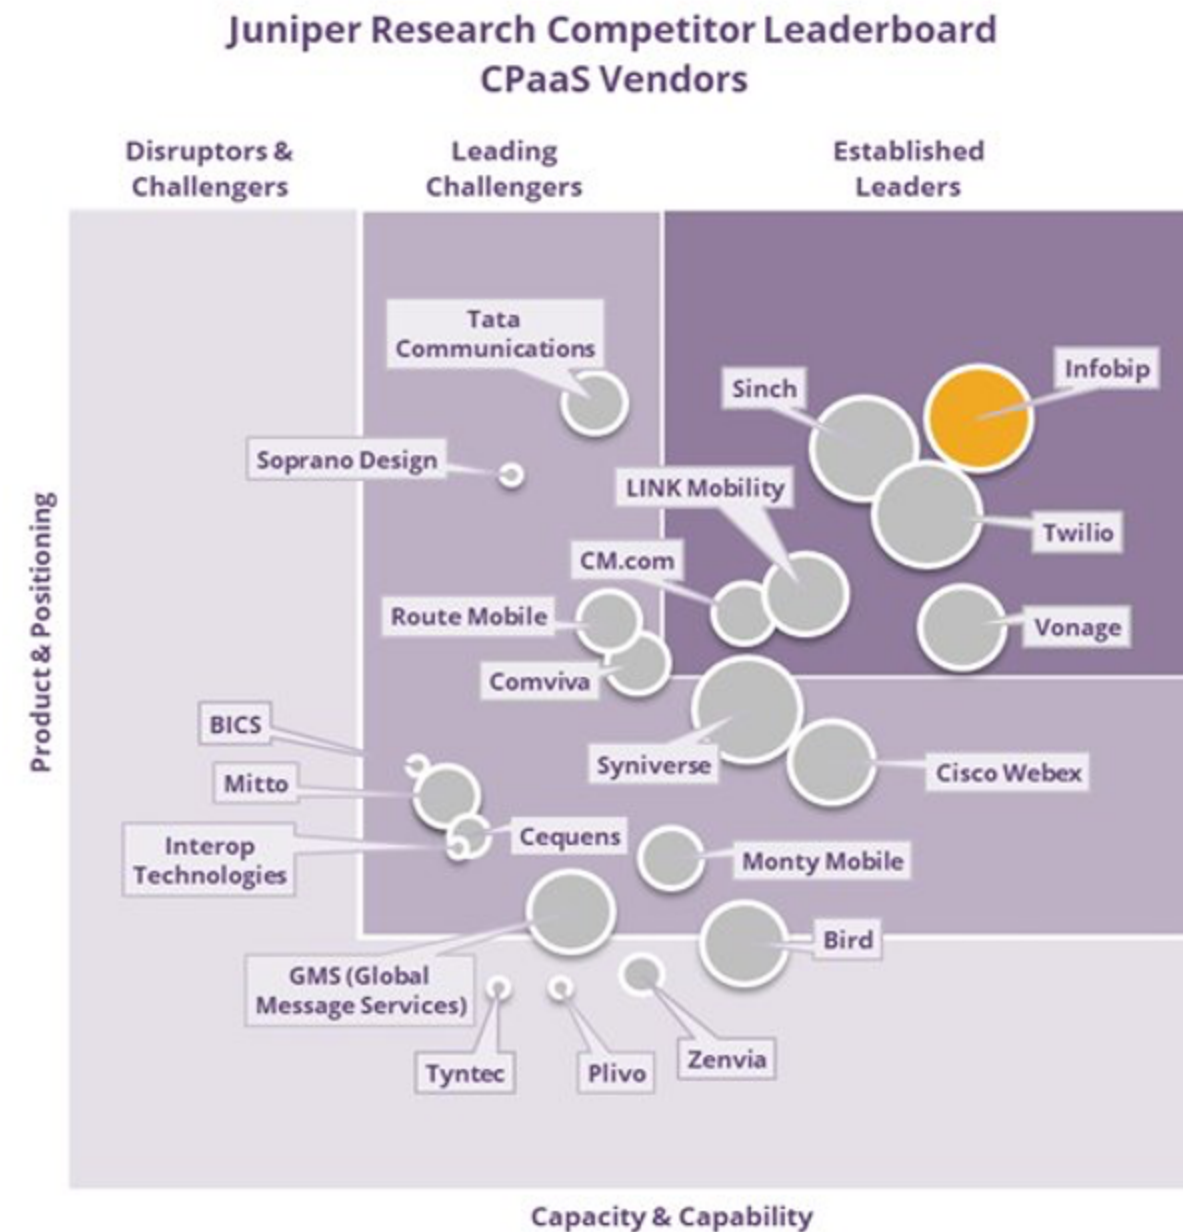 Juniper Research Competitor Leaderboard
CPaaS Vendors
Disruptors &
Challengers
Leading
Challengers
Established
Leaders
Tata
Communications
Infobip
Sinch
Soprano Design
LINK Mobility
Twilio
CM.com
Route Mobile
Vonage
Comviva
BICS
Syniverse
Cisco Webex
Mitto
Cequens
Interop
Technologies
Monty Mobile
Bird
GMS (Global
Message Services)
Zenvia
Tyntec
Plivo
Product & Positioning
Capacity & Capability